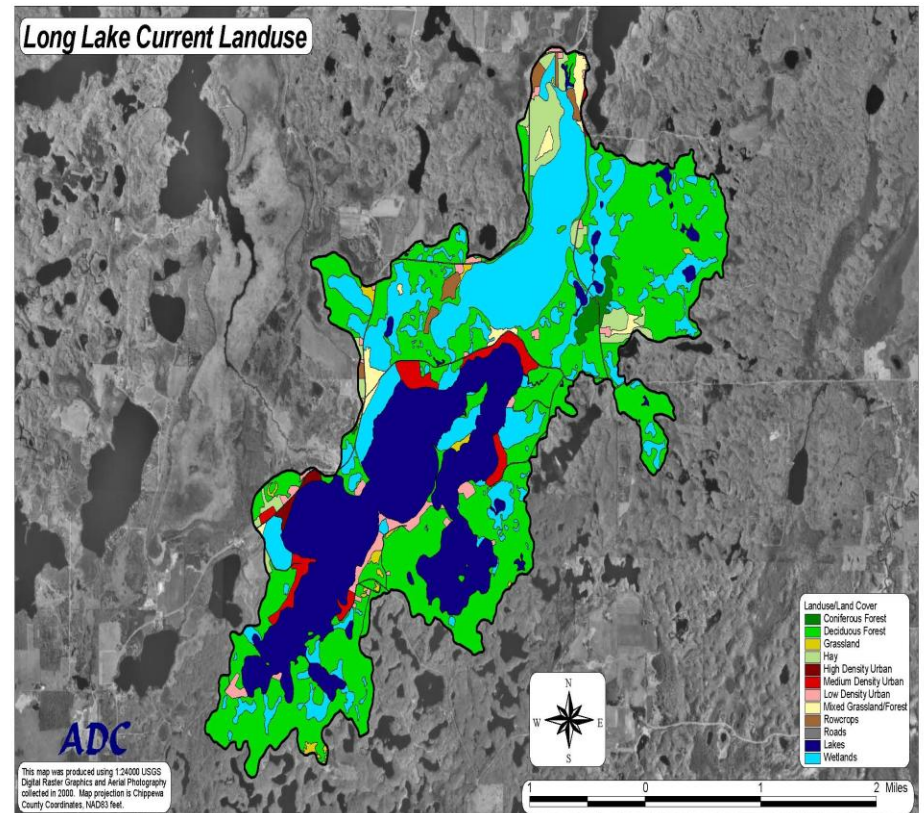 Long Lake Current Landuse
Landuse/Land Cover
Coniferous Forest
Deciduous Forest
Grassland
Hay
High Density Urban
Medium Density Urban
Low Density Urban
Mixed Grassland/Forest
Rowcrops
Roads
Lakes
Wetlands
N
W E
S
ADC
This map was produced using 1:24000 USGS
Digital Raster Graphics and Aerial Photography
collected in 2000. Map projection is Chippewa
County Coordinates, NAD83 feet.
1 0 1 2 Miles